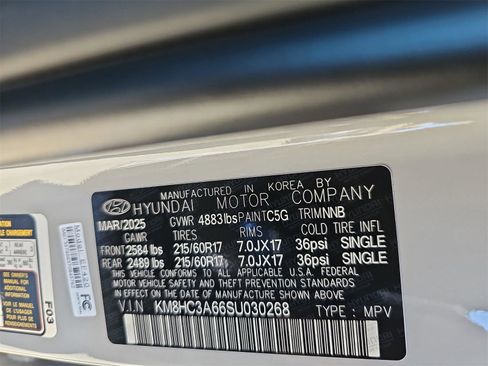 MANUFACTURED IN KOREA BY
HYUNDAI MOTOR COMPANY
MAR/2025 GVWR 4883lbs PAINT C5G TRIM NNB
GAWR TIRES RIMS COLD TIRE INFL
FRONT 2584 lbs 215/60R17 7.0JX17 36psi SINGLE
REAR 2489 lbs 215/60R17 7.0JX17 36psi SINGLE
THIS VEHICLE CONFORMS TO ALL APPLICABLE U.S.A. FEDERAL
MOTOR VEHICLE SAFETY, BUMPER, AND THEFT
PREVENTION STANDARDS IN EFFECT ON THE DATE OF
MANUFACTURE SHOWN ABOVE.
V.I.N KM8HC3A66SU030268 TYPE : MPV
F03
FC